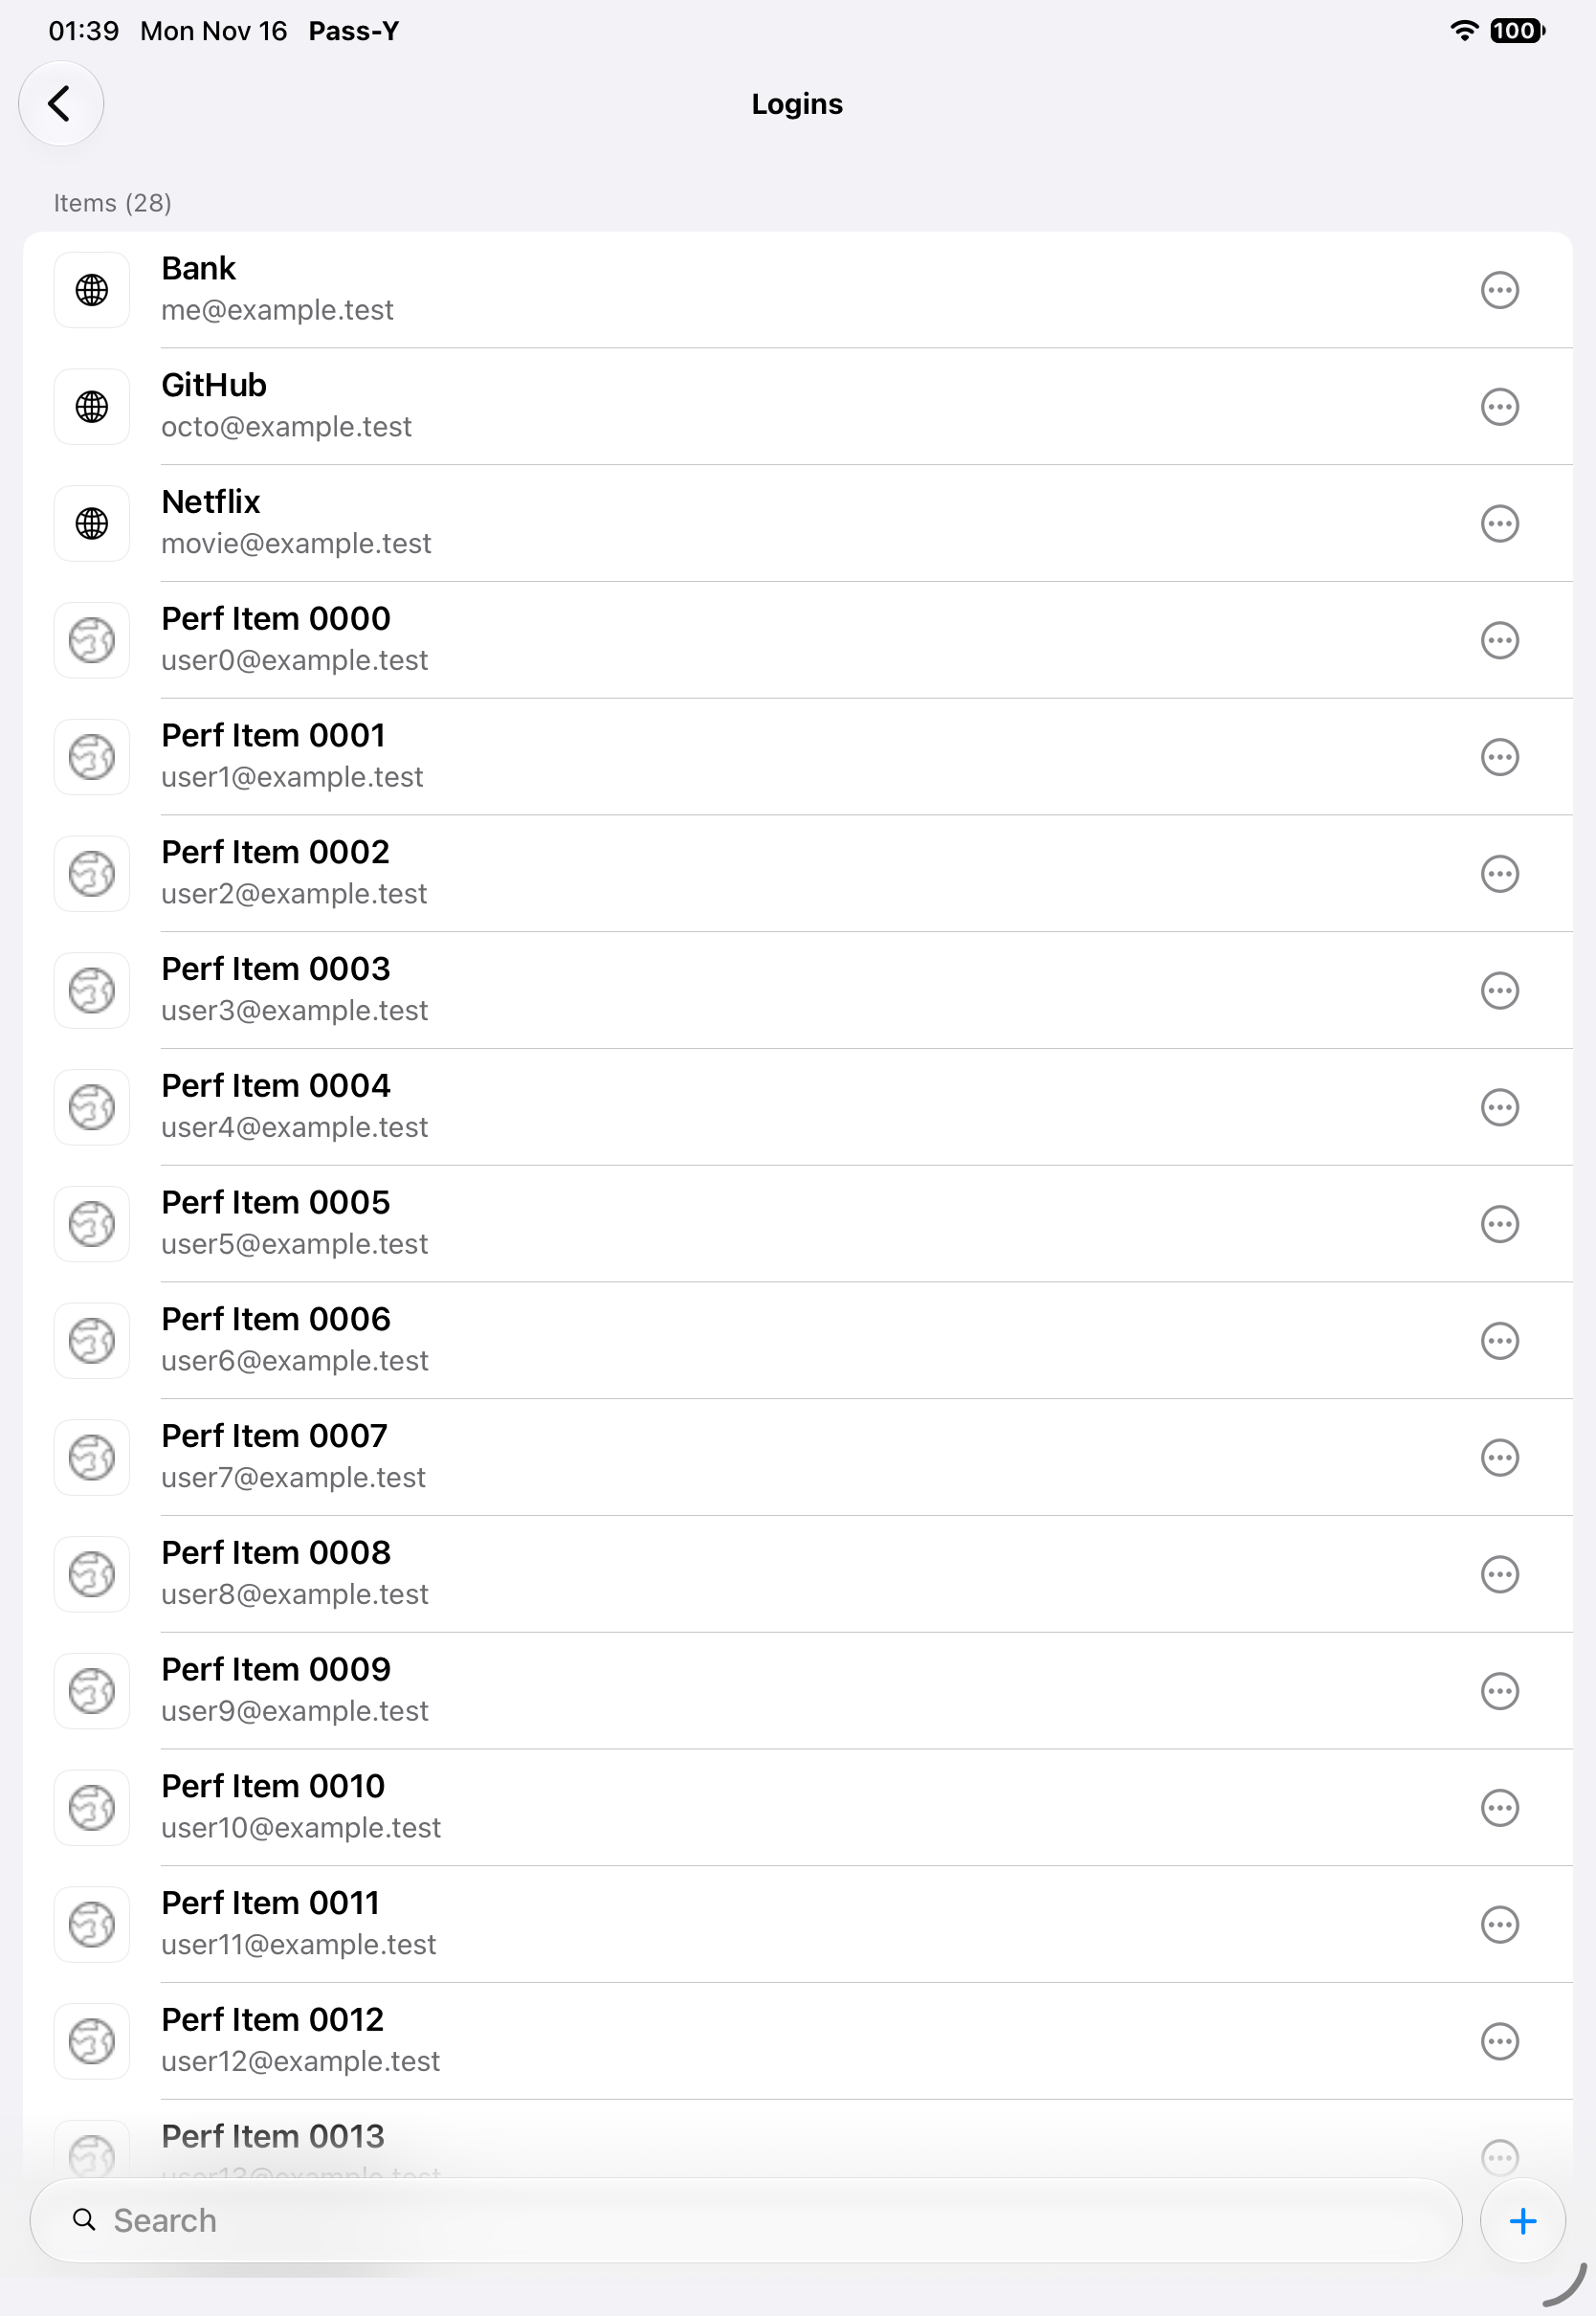 01:39 Mon Nov 16 Pass-Y 100
Logins
Items (28)
Bank
me@example.test
GitHub
octo@example.test
Netflix
movie@example.test
Perf Item 0000
user0@example.test
Perf Item 0001
user1@example.test
Perf Item 0002
user2@example.test
Perf Item 0003
user3@example.test
Perf Item 0004
user4@example.test
Perf Item 0005
user5@example.test
Perf Item 0006
user6@example.test
Perf Item 0007
user7@example.test
Perf Item 0008
user8@example.test
Perf Item 0009
user9@example.test
Perf Item 0010
user10@example.test
Perf Item 0011
user11@example.test
Perf Item 0012
user12@example.test
Perf Item 0013
user13@example.test
Search